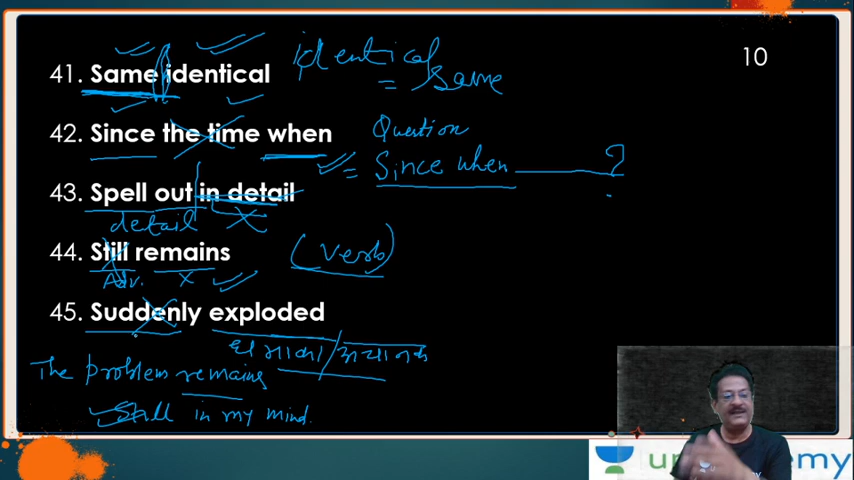 identical
10
41. Same identical
= Same
42. Since the time when
Question
= Since when ______ ?
43. Spell out in detail
detail
44. Still remains
(verb)
Adv.
45. Suddenly exploded
धमाका / अचानक
The problem remains
Still in my mind.